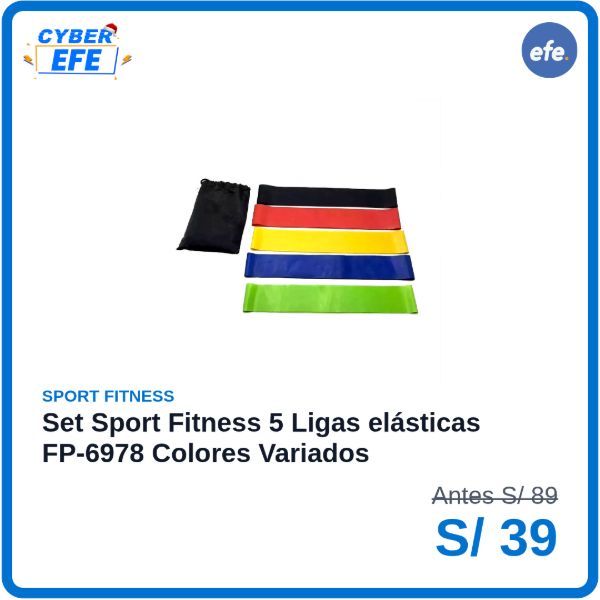 CYBER
EFE
efe.
SPORT FITNESS
Set Sport Fitness 5 Ligas elásticas
FP-6978 Colores Variados
Antes S/ 89
S/ 39